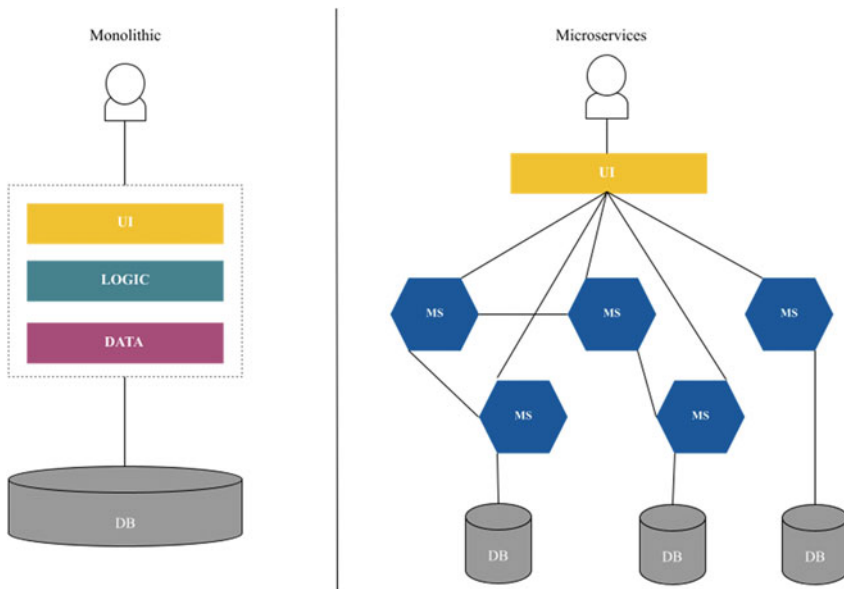 Monolithic
UI
LOGIC
DATA
DB
Microservices
UI
MS
MS
MS
MS
MS
DB
DB
DB